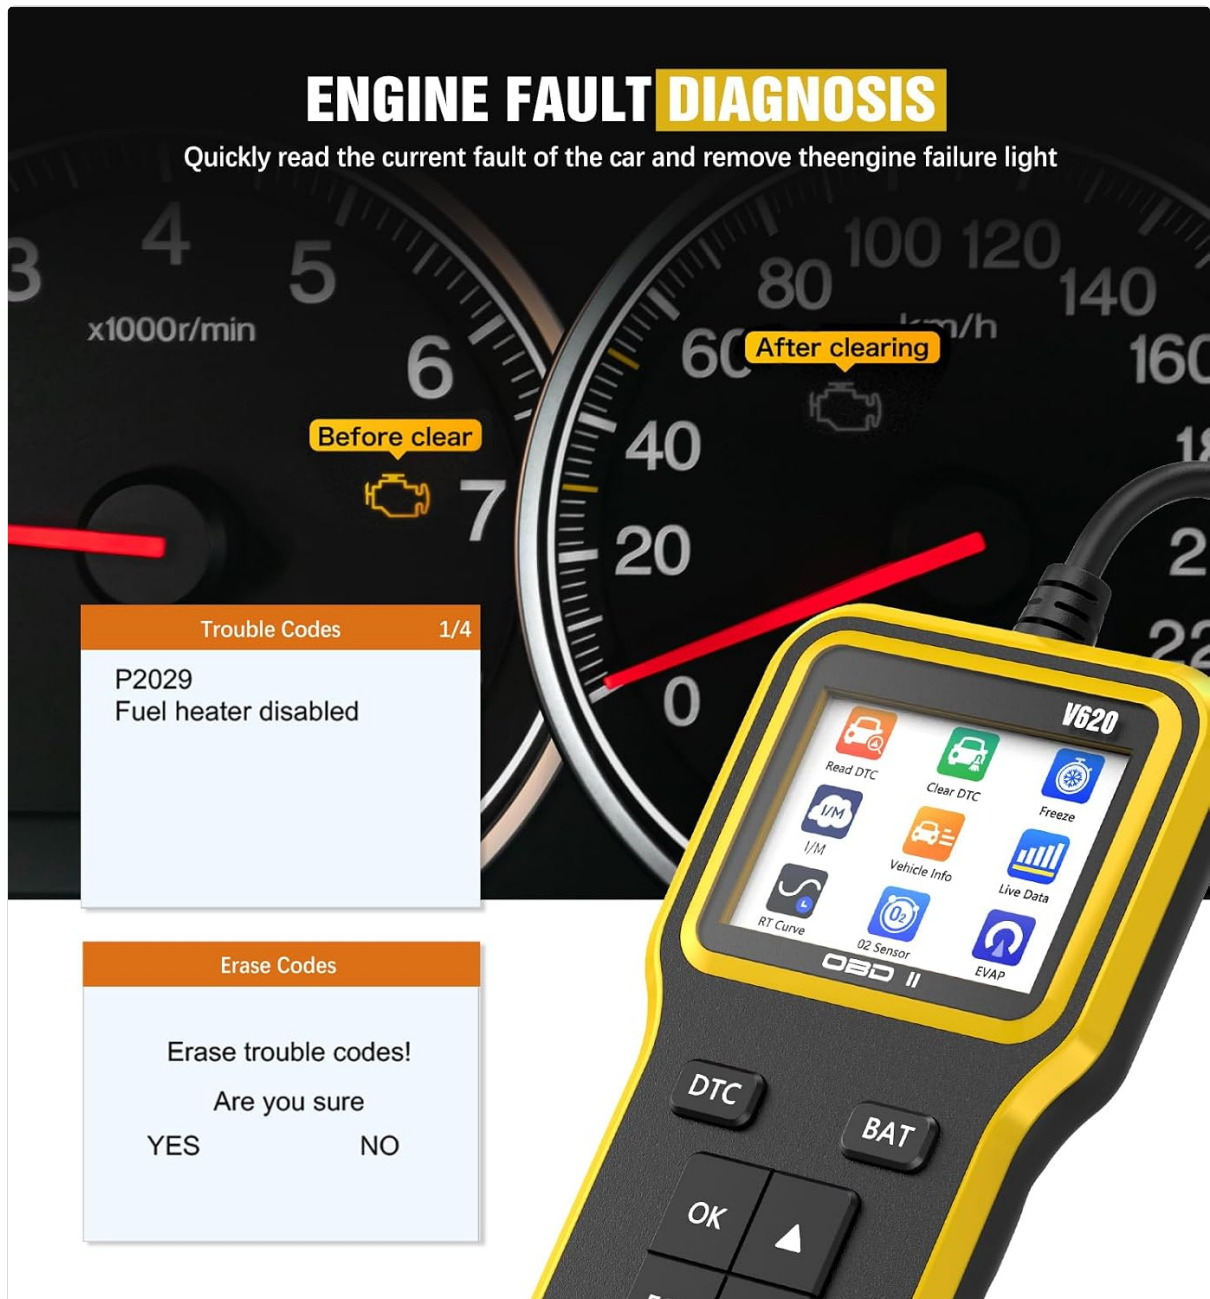 ENGINE FAULT DIAGNOSIS
Quickly read the current fault of the car and remove theengine failure light
3
4
5
6
7
x1000r/min
0
20
40
60
80
100
120
140
160
km/h
After clearing
Before clear
Trouble Codes 1/4
P2029
Fuel heater disabled
Erase Codes
Erase trouble codes!
Are you sure
YES NO
V620
Read DTC
Clear DTC
Freeze
I/M
I/M
Vehicle Info
Live Data
RT Curve
O2
O2 Sensor
EVAP
OBD II
DTC
BAT
OK